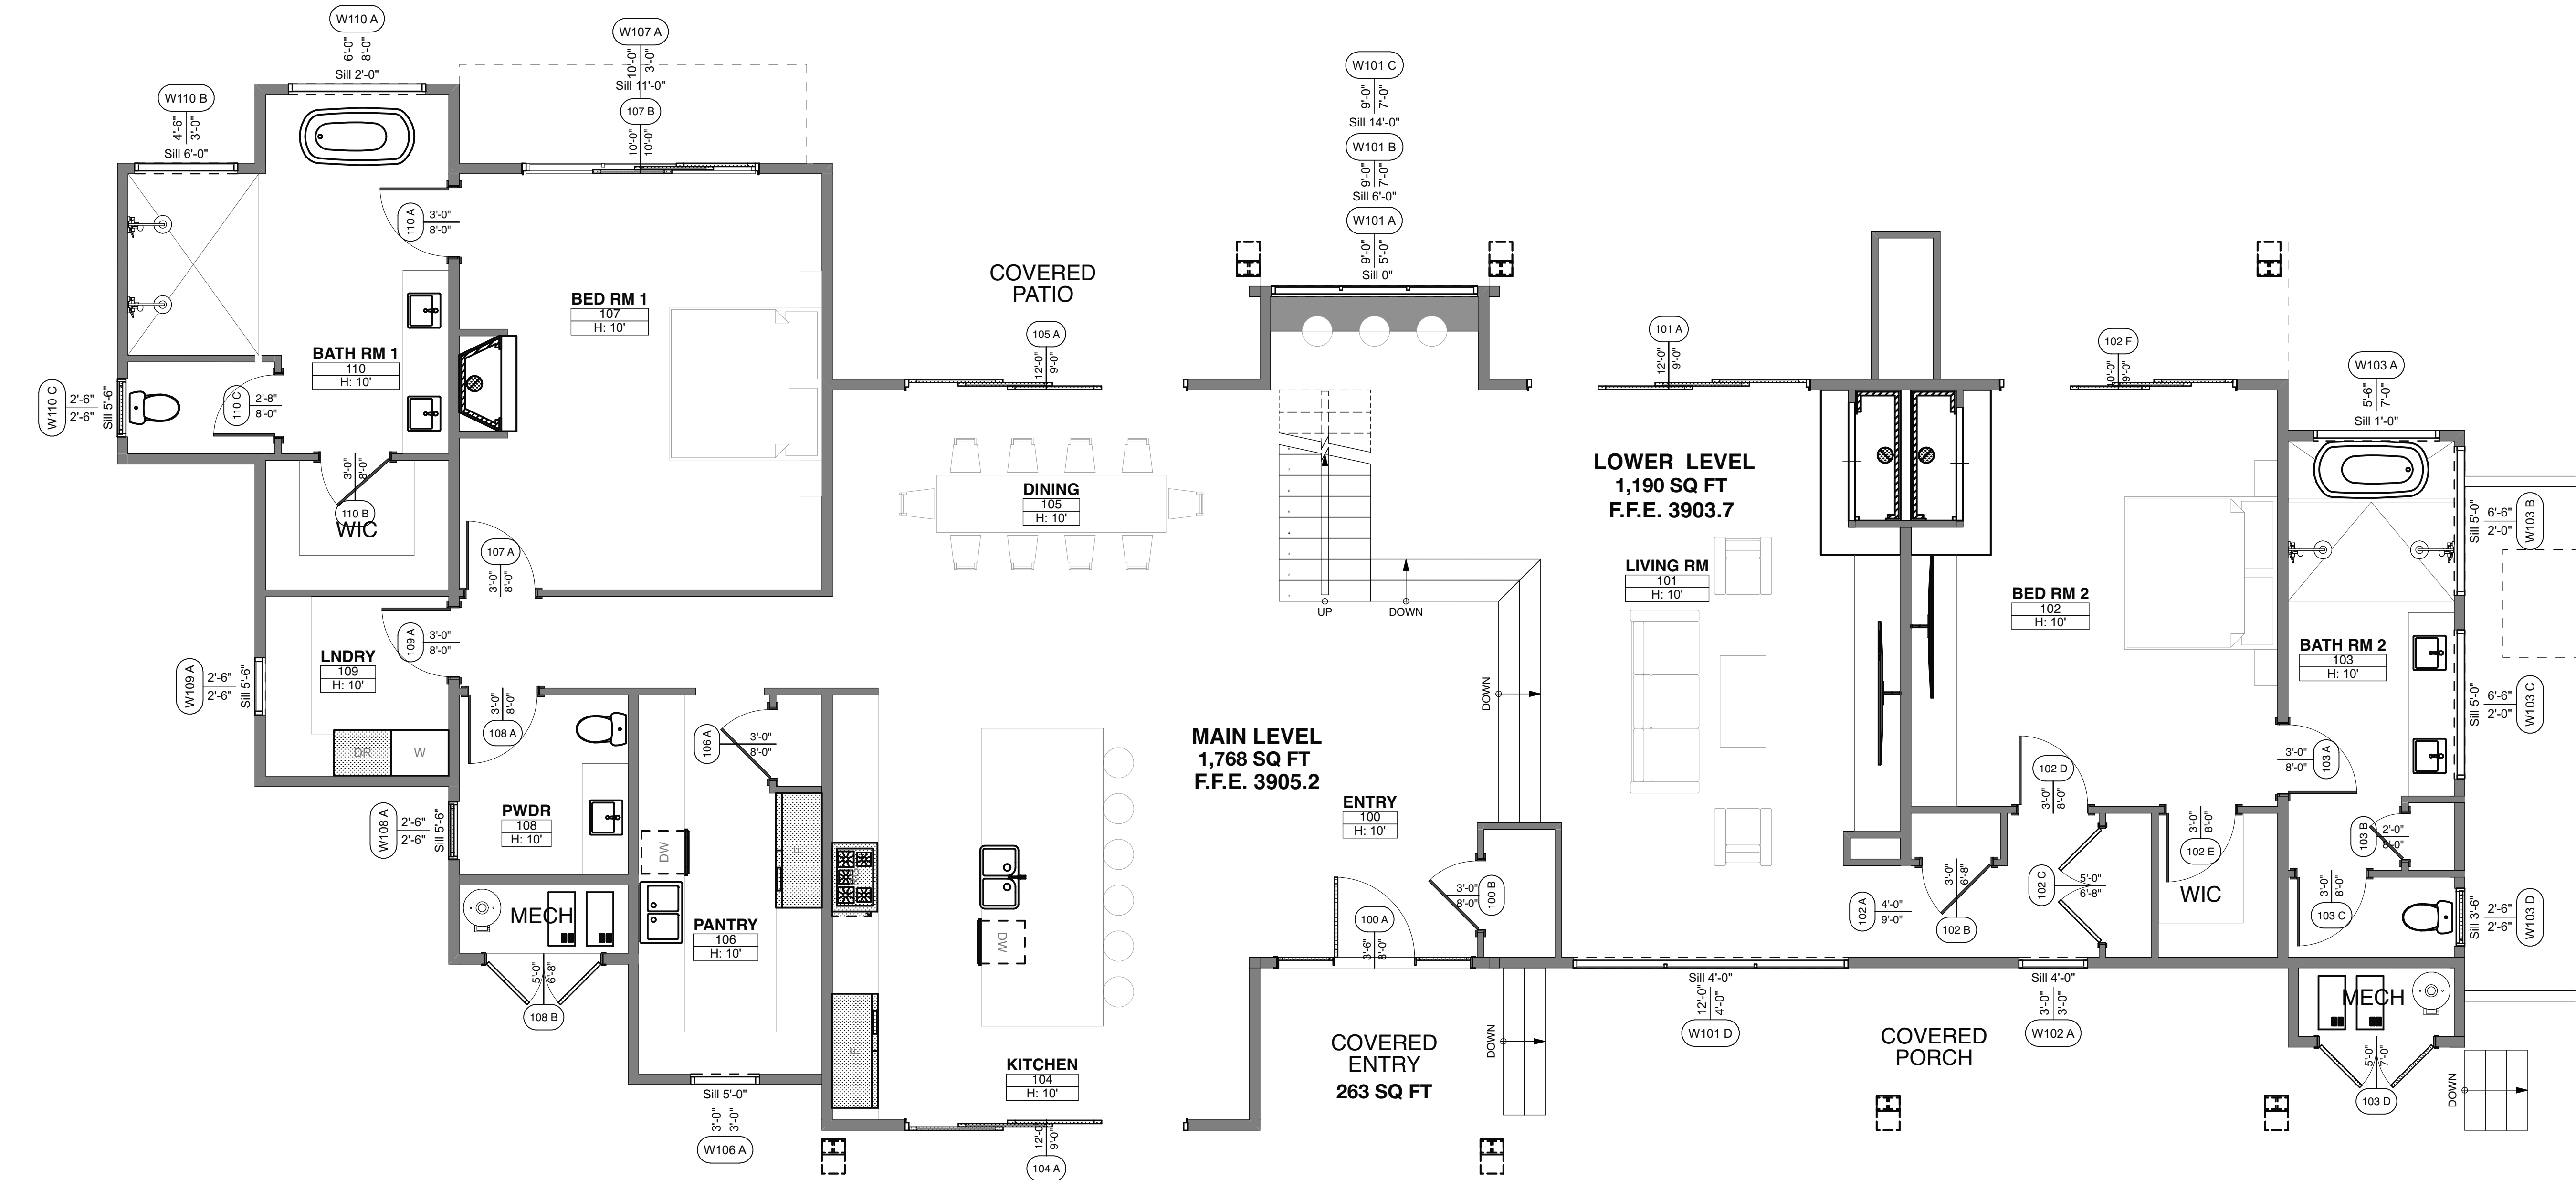 W110 A
6'-0"
8'-0"
Sill 2'-0"
W110 B
4'-6"
3'-0"
Sill 6'-0"
W107 A
10'-0"
3'-0"
Sill 11'-0"
107 B
10'-0"
10'-0"
W101 C
9'-0"
7'-0"
Sill 14'-0"
W101 B
9'-0"
7'-0"
Sill 6'-0"
W101 A
9'-0"
5'-0"
Sill 0"
110 A
3'-0"
8'-0"
BED RM 1
107
H: 10'
COVERED
PATIO
105 A
12'-0"
9'-0"
101 A
12'-0"
9'-0"
102 F
10'-0"
9'-0"
W103 A
5'-6"
7'-0"
Sill 1'-0"
BATH RM 1
110
H: 10'
W110 C
2'-6"
2'-6"
Sill 5'-6"
110 C
2'-8"
8'-0"
3'-0"
8'-0"
110 B
WIC
107 A
3'-0"
8'-0"
DINING
105
H: 10'
UP
DOWN
LOWER LEVEL
1,190 SQ FT
F.F.E. 3903.7
LIVING RM
101
H: 10'
BED RM 2
102
H: 10'
Sill 5'-0"
6'-6"
2'-0"
W103 B
BATH RM 2
103
H: 10'
Sill 5'-0"
6'-6"
2'-0"
W103 C
109 A
3'-0"
8'-0"
LNDRY
109
H: 10'
W109 A
2'-6"
2'-6"
Sill 5'-6"
DR
W
3'-0"
8'-0"
108 A
106 A
3'-0"
8'-0"
DOWN
MAIN LEVEL
1,768 SQ FT
F.F.E. 3905.2
3'-0"
8'-0"
103 A
102 D
3'-0"
8'-0"
W108 A
2'-6"
2'-6"
Sill 5'-6"
PWDR
108
H: 10'
DW
F
ENTRY
100
H: 10'
3'-0"
8'-0"
102 E
103 B
2'-0"
8'-0"
3'-0"
8'-0"
100 B
102 A
4'-0"
9'-0"
3'-0"
6'-8"
102 B
102 C
5'-0"
6'-8"
WIC
3'-0"
8'-0"
103 C
Sill 3'-6"
2'-6"
2'-6"
W103 D
MECH
PANTRY
106
H: 10'
DW
100 A
3'-6"
8'-0"
5'-0"
6'-8"
108 B
F
Sill 4'-0"
12'-0"
4'-0"
W101 D
Sill 4'-0"
3'-0"
3'-0"
W102 A
MECH
COVERED
ENTRY
263 SQ FT
DOWN
COVERED
PORCH
5'-0"
7'-0"
103 D
DOWN
KITCHEN
104
H: 10'
Sill 5'-0"
3'-0"
3'-0"
W106 A
12'-0"
9'-0"
104 A